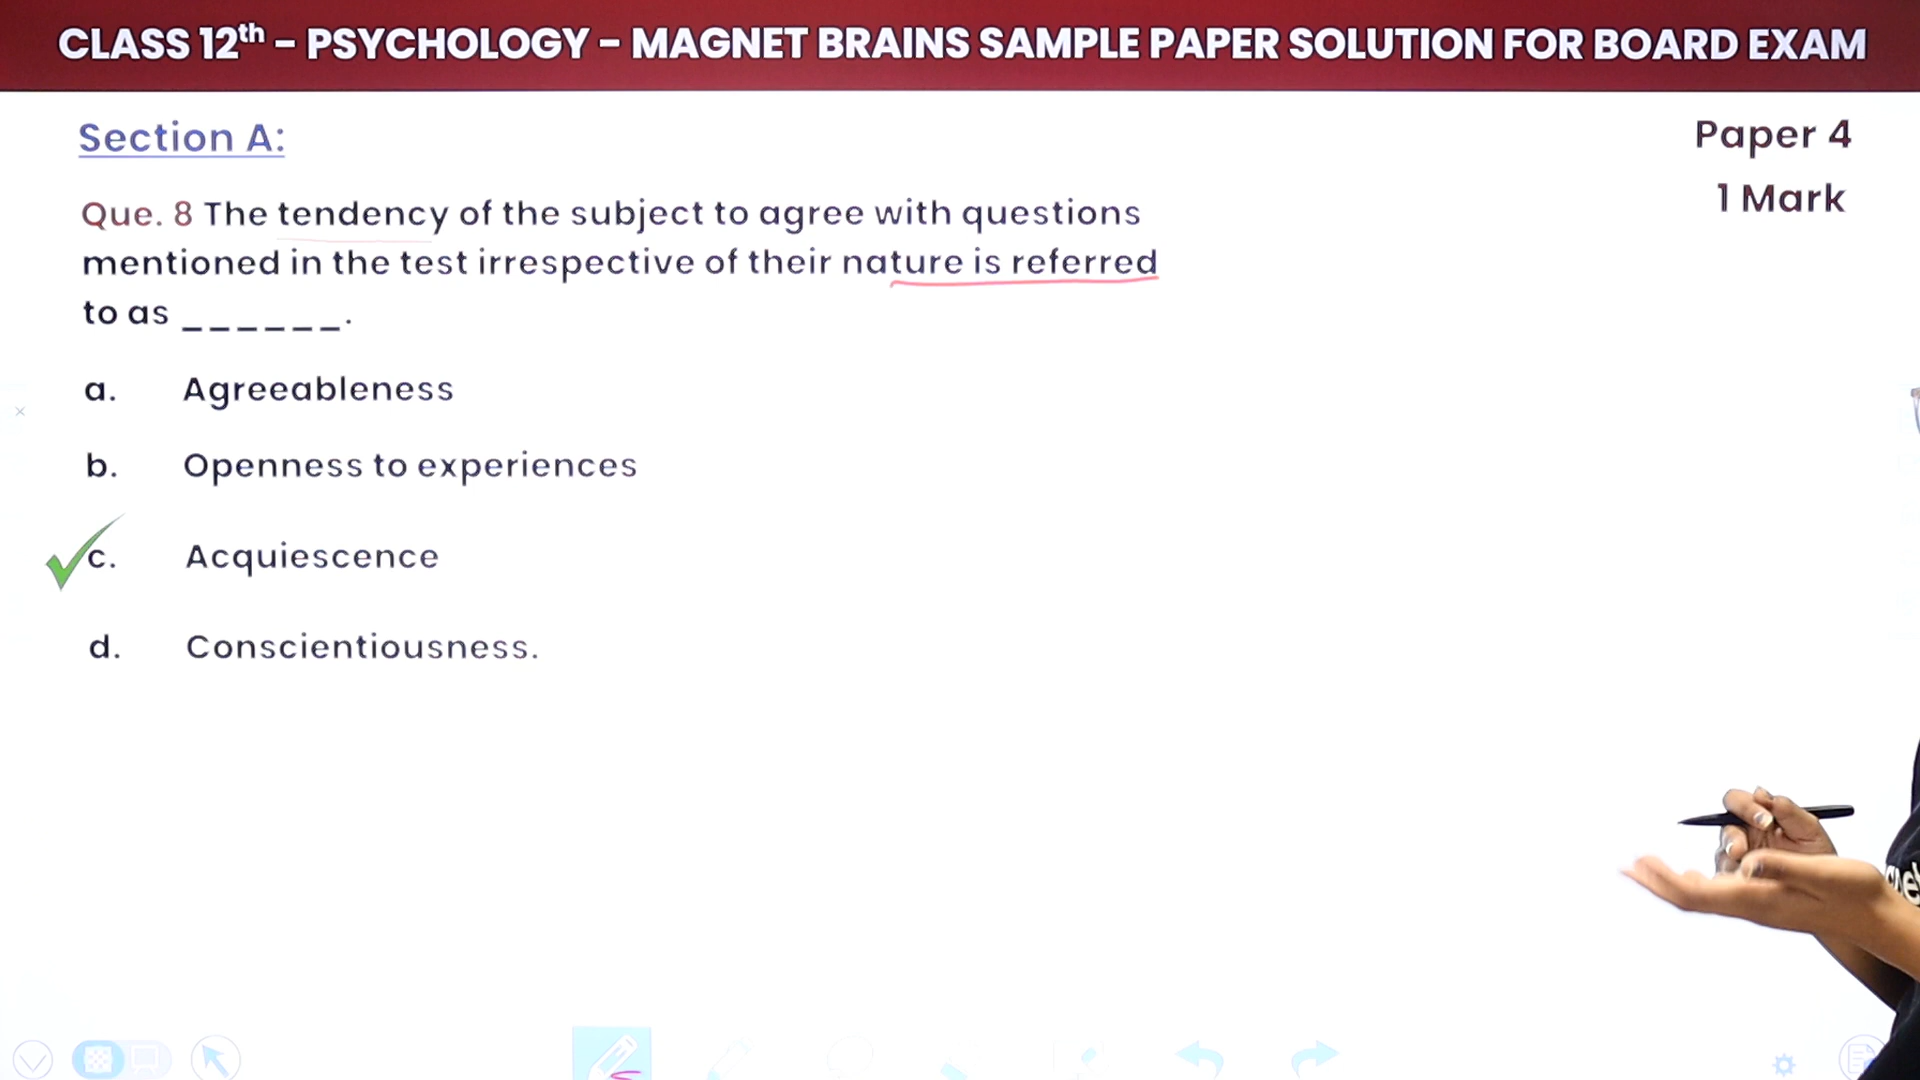 CLASS 12th – PSYCHOLOGY – MAGNET BRAINS SAMPLE PAPER SOLUTION FOR BOARD EXAM
Section A:
Paper 4
1 Mark
Que. 8 The tendency of the subject to agree with questions
mentioned in the test irrespective of their nature is referred
to as ______.
a. Agreeableness
b. Openness to experiences
c. Acquiescence
d. Conscientiousness.